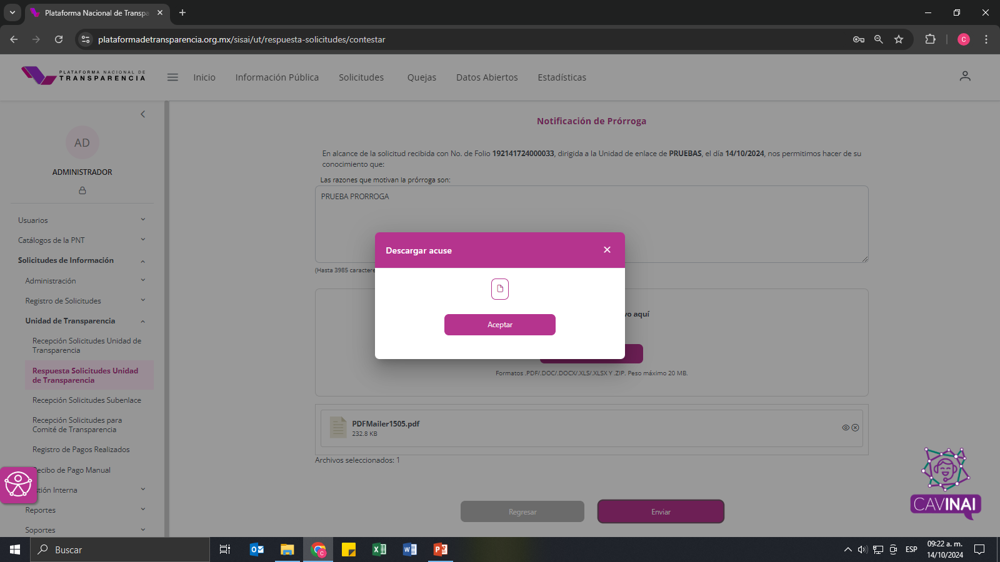 Plataforma Nacional de Transpa
plataformadetransparencia.org.mx/sisai/ut/respuesta-solicitudes/contestar
C
PLATAFORMA NACIONAL DE
TRANSPARENCIA
Inicio
Información Pública
Solicitudes
Quejas
Datos Abiertos
Estadísticas
AD
ADMINISTRADOR
Usuarios
Catálogos de la PNT
Solicitudes de Información
Administración
Registro de Solicitudes
Unidad de Transparencia
Recepción Solicitudes Unidad de
Transparencia
Respuesta Solicitudes Unidad
de Transparencia
Recepción Solicitudes Subenlace
Recepción Solicitudes para
Comité de Transparencia
Registro de Pagos Realizados
ecibo de Pago Manual
stión Interna
Reportes
Soportes
Notificación de Prórroga
En alcance de la solicitud recibida con No. de Folio 192141724000033, dirigida a la Unidad de enlace de PRUEBAS, el día 14/10/2024, nos permitimos hacer de su
conocimiento que:
Las razones que motivan la prórroga son:
PRUEBA PRORROGA
(Hasta 3985 caractere
Descargar acuse
Aceptar
vo aquí
Formatos .PDF/.DOC/.DOCX/.XLS/.XLSX Y .ZIP. Peso máximo 20 MB.
PDFMailer1505.pdf
232.8 KB
Archivos seleccionados: 1
Regresar
Enviar
CAVINAI
Buscar
ESP
09:22 a. m.
14/10/2024